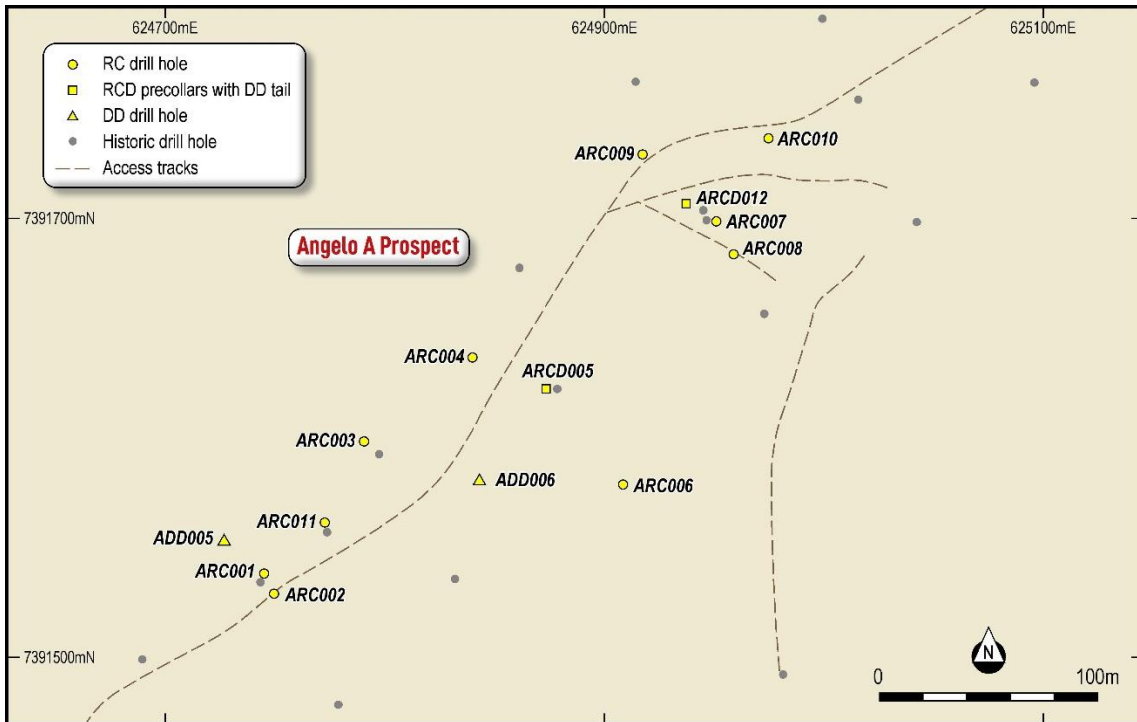 624700mE
624900mE
625100mE
RC drill hole
RCD precollars with DD tail
DD drill hole
Historic drill hole
Access tracks
ARC009
ARC010
ARCD012
7391700mN
ARC007
Angelo A Prospect
ARC008
ARC004
ARCD005
ARC003
ADD006
ARC006
ARC011
ADD005
ARC001
ARC002
7391500mN
N
0
100m